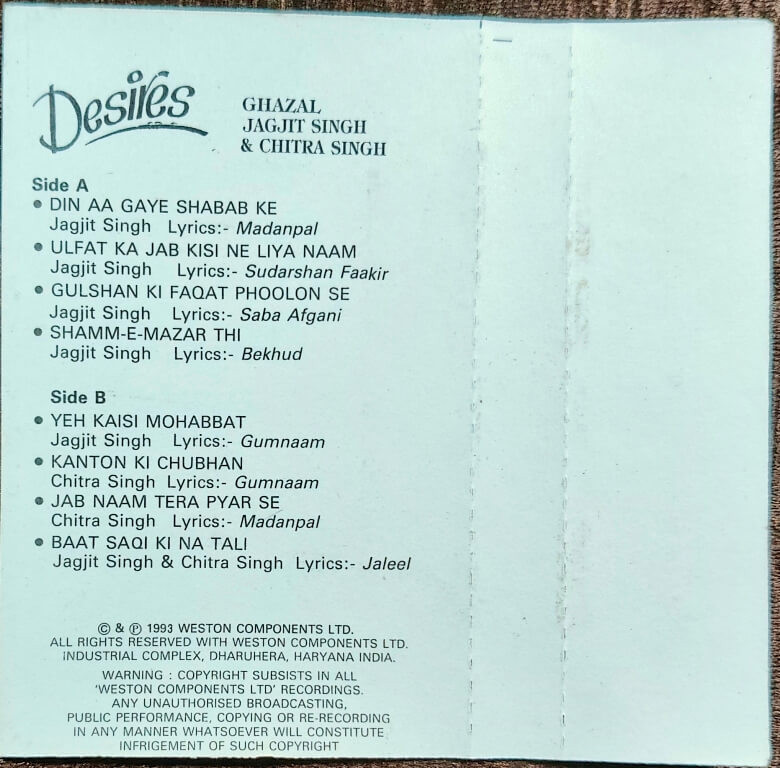 Desires
GHAZAL
JAGJIT SINGH
& CHITRA SINGH
Side A
• DIN AA GAYE SHABAB KE
Jagjit Singh Lyrics:- Madanpal
• ULFAT KA JAB KISI NE LIYA NAAM
Jagjit Singh Lyrics:- Sudarshan Faakir
• GULSHAN KI FAQAT PHOOLON SE
Jagjit Singh Lyrics:- Saba Afgani
• SHAMM-E-MAZAR THI
Jagjit Singh Lyrics:- Bekhud
Side B
• YEH KAISI MOHABBAT
Jagjit Singh Lyrics:- Gumnaam
• KANTON KI CHUBHAN
Chitra Singh Lyrics:- Gumnaam
• JAB NAAM TERA PYAR SE
Chitra Singh Lyrics:- Madanpal
• BAAT SAQI KI NA TALI
Jagjit Singh & Chitra Singh Lyrics:- Jaleel
© & ℗ 1993 WESTON COMPONENTS LTD.
ALL RIGHTS RESERVED WITH WESTON COMPONENTS LTD.
INDUSTRIAL COMPLEX, DHARUHERA, HARYANA INDIA.
WARNING : COPYRIGHT SUBSISTS IN ALL
'WESTON COMPONENTS LTD' RECORDINGS.
ANY UNAUTHORISED BROADCASTING,
PUBLIC PERFORMANCE, COPYING OR RE-RECORDING
IN ANY MANNER WHATSOEVER WILL CONSTITUTE
INFRIGEMENT OF SUCH COPYRIGHT